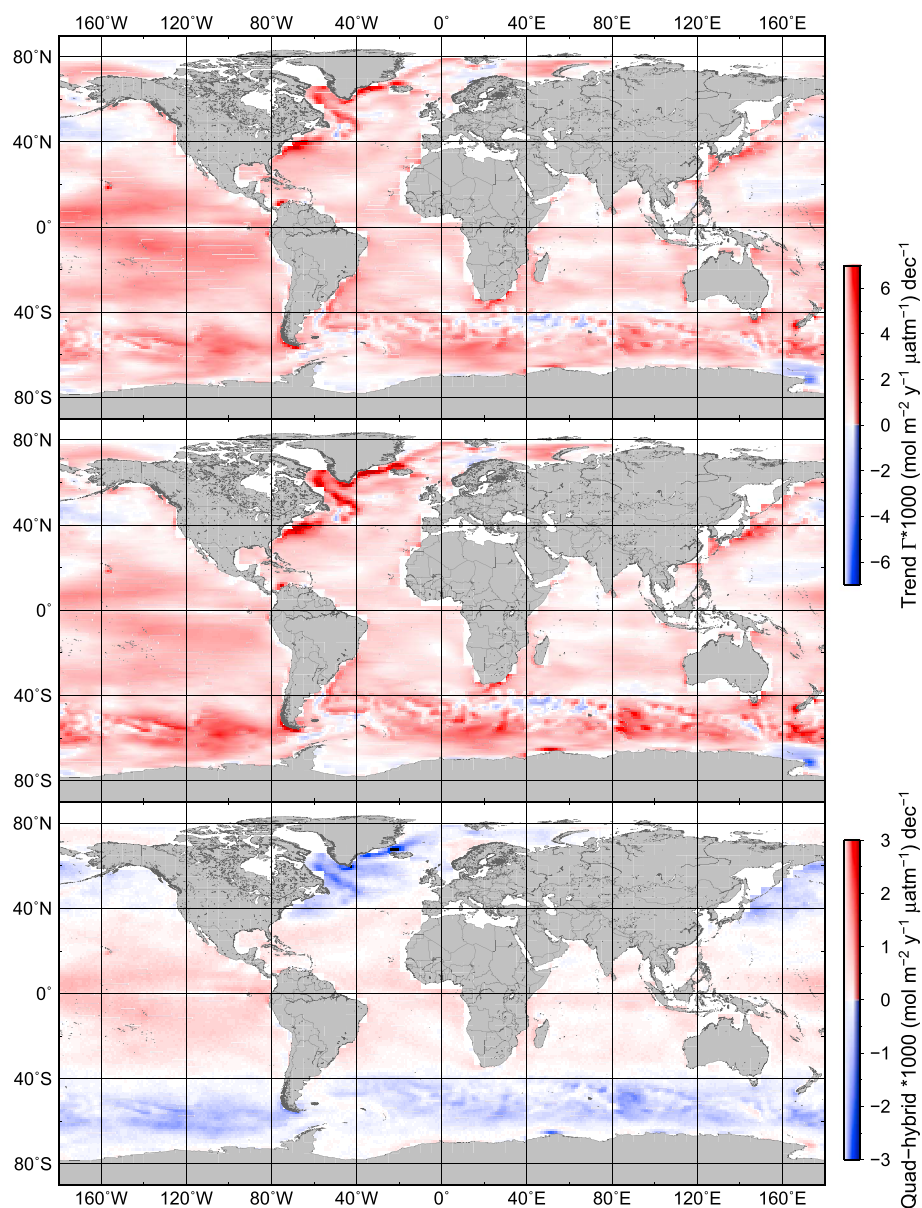 160°W 120°W 80°W 40°W 0° 40°E 80°E 120°E 160°E
80°N
40°N
0°
40°S
80°S
80°N
40°N
0°
40°S
80°S
80°N
40°N
0°
40°S
80°S
160°W 120°W 80°W 40°W 0° 40°E 80°E 120°E 160°E
6
4
2
0
−2
−4
−6
Trend Γ*1000 (mol m⁻² y⁻¹ µatm⁻¹) dec⁻¹
3
2
1
0
−1
−2
−3
Quad−hybrid *1000 (mol m⁻² y⁻¹ µatm⁻¹) dec⁻¹